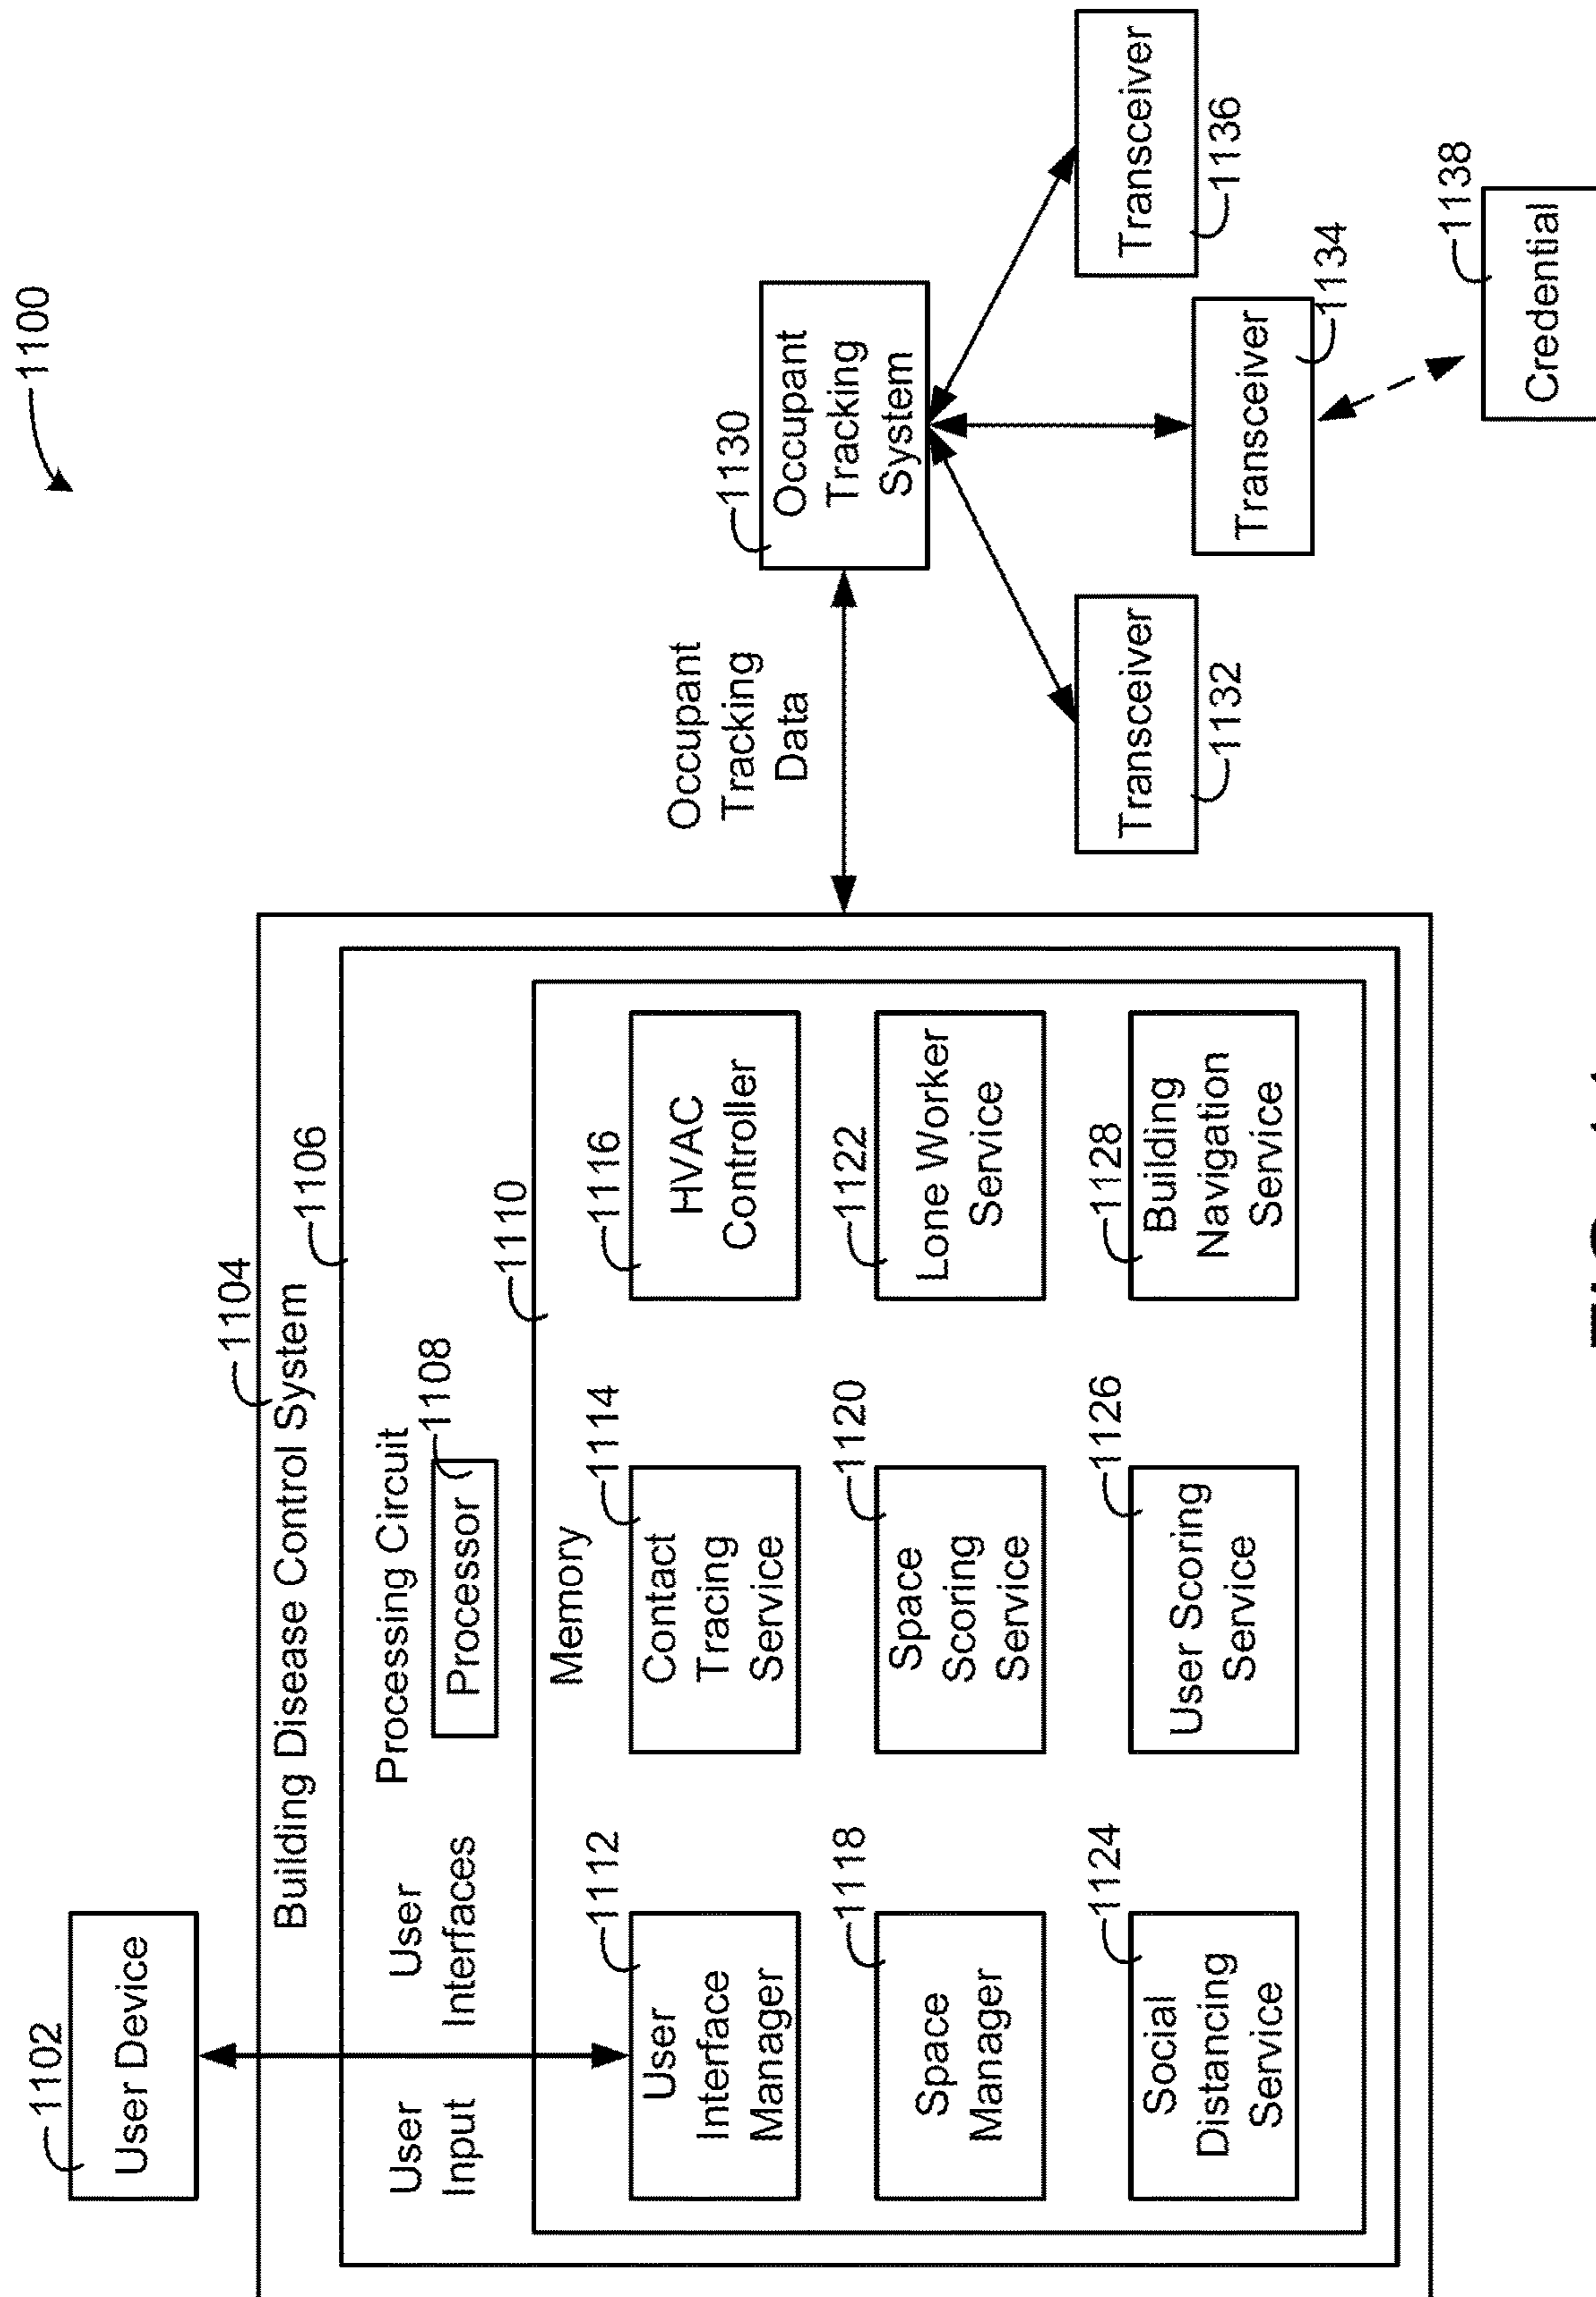 1100
1102
User Device
1104
Building Disease Control System
1106
Processing Circuit
1108
Processor
User
Input
User
Interfaces
1110
Memory
1112
User
Interface
Manager
1114
Contact
Tracing
Service
1116
HVAC
Controller
1118
Space
Manager
1120
Space
Scoring
Service
1122
Lone Worker
Service
1124
Social
Distancing
Service
1126
User Scoring
Service
1128
Building
Navigation
Service
Occupant
Tracking
Data
1130
Occupant
Tracking
System
Transceiver
1132
Transceiver
1134
Transceiver
1136
1138
Credential